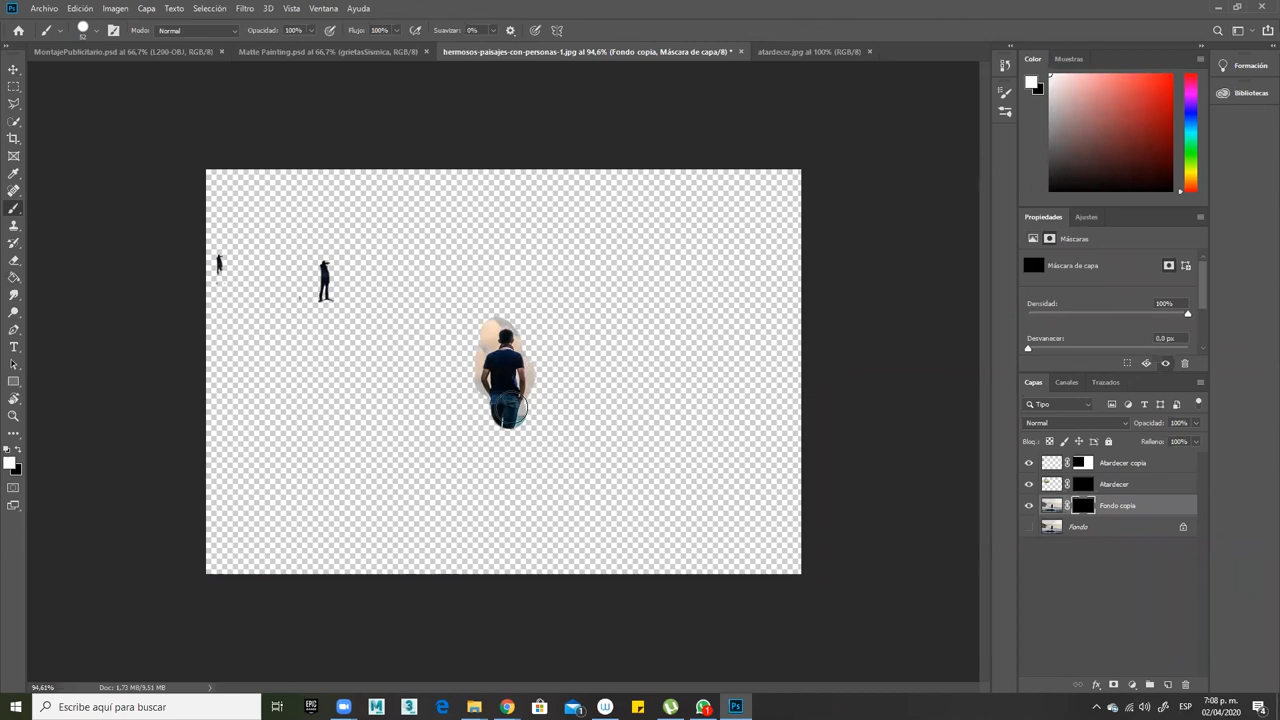 Archivo Edición Imagen Capa Texto Selección Filtro 3D Vista Ventana Ayuda
52 Modo: Normal Opacidad: 100% Flujo: 100% Suavizar: 0%
MontajePublicitario.psd al 66,7% (L200-OBJ, RGB/8) × Matte Painting.psd al 66,7% (grietasSismica, RGB/8) × hermosos-paisajes-con-personas-1.jpg al 94,6% (Fondo copia, Máscara de capa/8) * × atardecer.jpg al 100% (RGB/8) ×
Color Muestras
Formación
Bibliotecas
Propiedades Ajustes
Máscaras
Máscara de capa
Densidad: 100%
Desvanecer: 0,0 px
Capas Canales Trazados
Tipo
Normal Opacidad: 100%
Bloq.: Relleno: 100%
Atardecer copia
Atardecer
Fondo copia
Fondo
94,61% Doc: 1,73 MB/9,51 MB
Escribe aquí para buscar
ESP
7:08 p. m.
02/04/2020